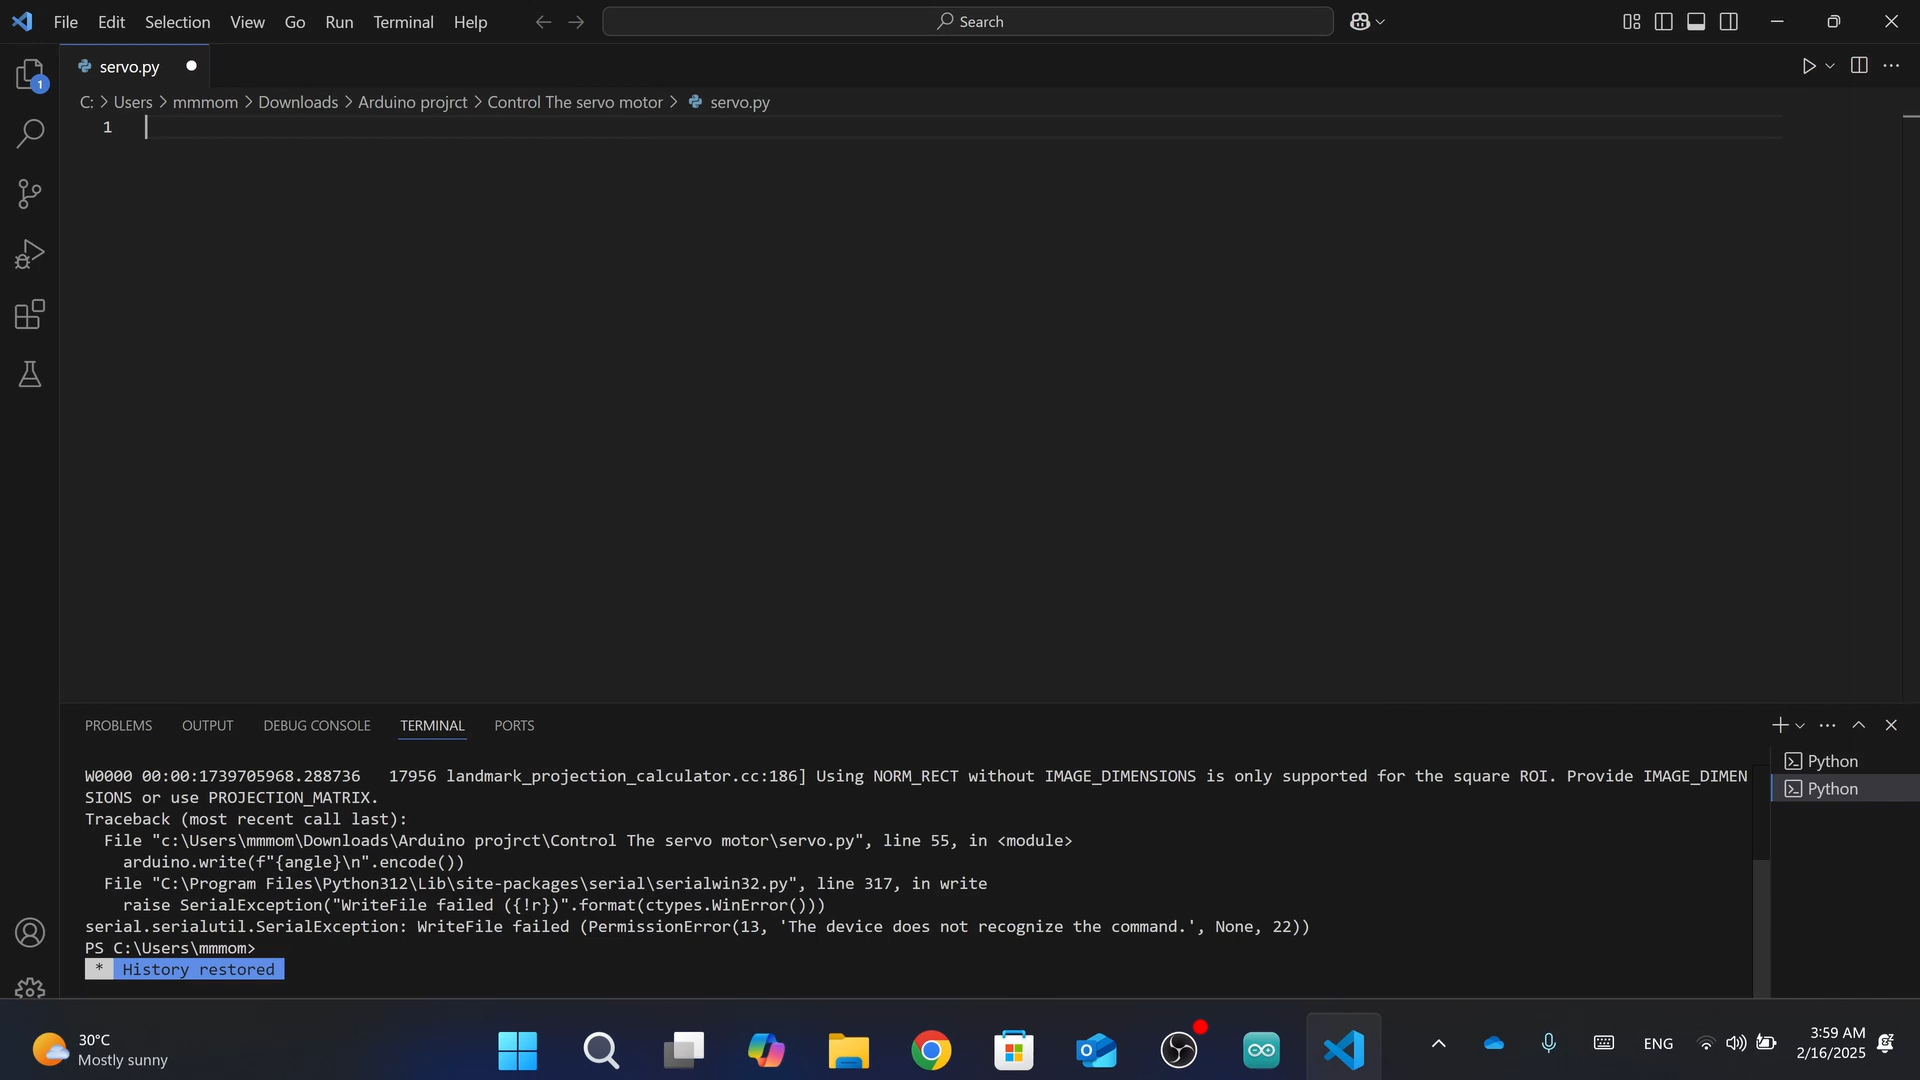 File Edit Selection View Go Run Terminal Help
Search
1
servo.py
C: > Users > mmmom > Downloads > Arduino projrct > Control The servo motor > servo.py
1
PROBLEMS OUTPUT DEBUG CONSOLE TERMINAL PORTS
Python
Python
W0000 00:00:1739705968.288736   17956 landmark_projection_calculator.cc:186] Using NORM_RECT without IMAGE_DIMENSIONS is only supported for the square ROI. Provide IMAGE_DIMEN
SIONS or use PROJECTION_MATRIX.
Traceback (most recent call last):
  File "c:\Users\mmmom\Downloads\Arduino projrct\Control The servo motor\servo.py", line 55, in <module>
    arduino.write(f"{angle}\n".encode())
  File "C:\Program Files\Python312\Lib\site-packages\serial\serialwin32.py", line 317, in write
    raise SerialException("WriteFile failed ({!r})".format(ctypes.WinError()))
serial.serialutil.SerialException: WriteFile failed (PermissionError(13, 'The device does not recognize the command.', None, 22))
PS C:\Users\mmmom>
* History restored
30°C
Mostly sunny
ENG
3:59 AM
2/16/2025